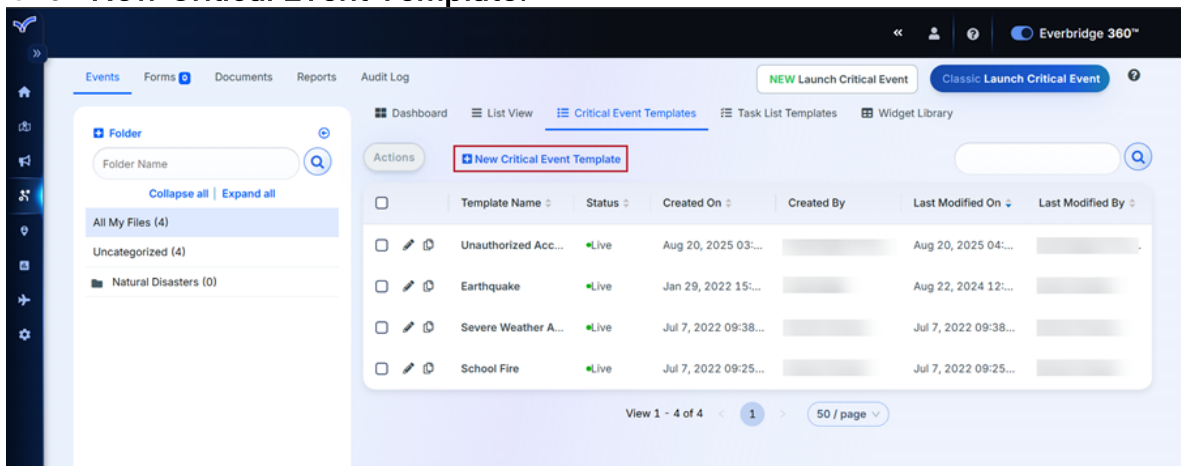 New Critical Event Template.
« Everbridge 360™
»
Events Forms Documents Reports Audit Log NEW Launch Critical Event Classic Launch Critical Event
Dashboard List View Critical Event Templates Task List Templates Widget Library
Folder
Folder Name
Collapse all | Expand all
All My Files (4)
Uncategorized (4)
Natural Disasters (0)
Actions New Critical Event Template
Template Name Status Created On Created By Last Modified On Last Modified By
Unauthorized Acc... Live Aug 20, 2025 03:... Aug 20, 2025 04:...
Earthquake Live Jan 29, 2022 15:... Aug 22, 2024 12:...
Severe Weather A... Live Jul 7, 2022 09:38... Jul 7, 2022 09:38...
School Fire Live Jul 7, 2022 09:25... Jul 7, 2022 09:25...
View 1 - 4 of 4 < 1 > 50 / page